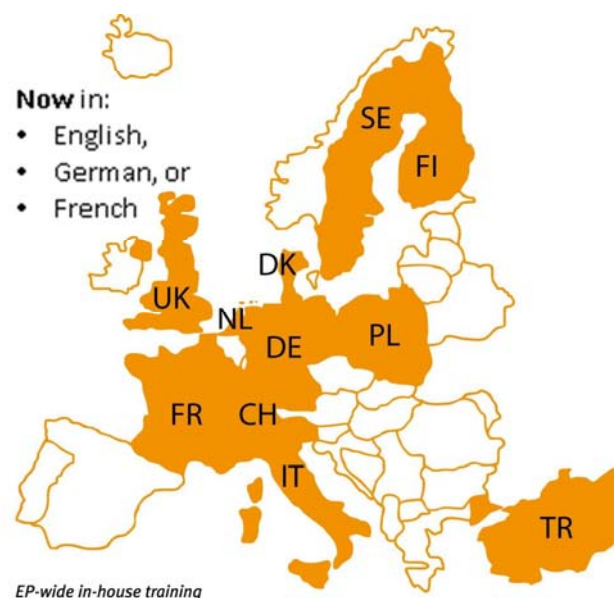 Now in:
• English,
• German, or
• French
SE
FI
DK
UK
NL
DE
PL
FR
CH
IT
TR
EP-wide in-house training